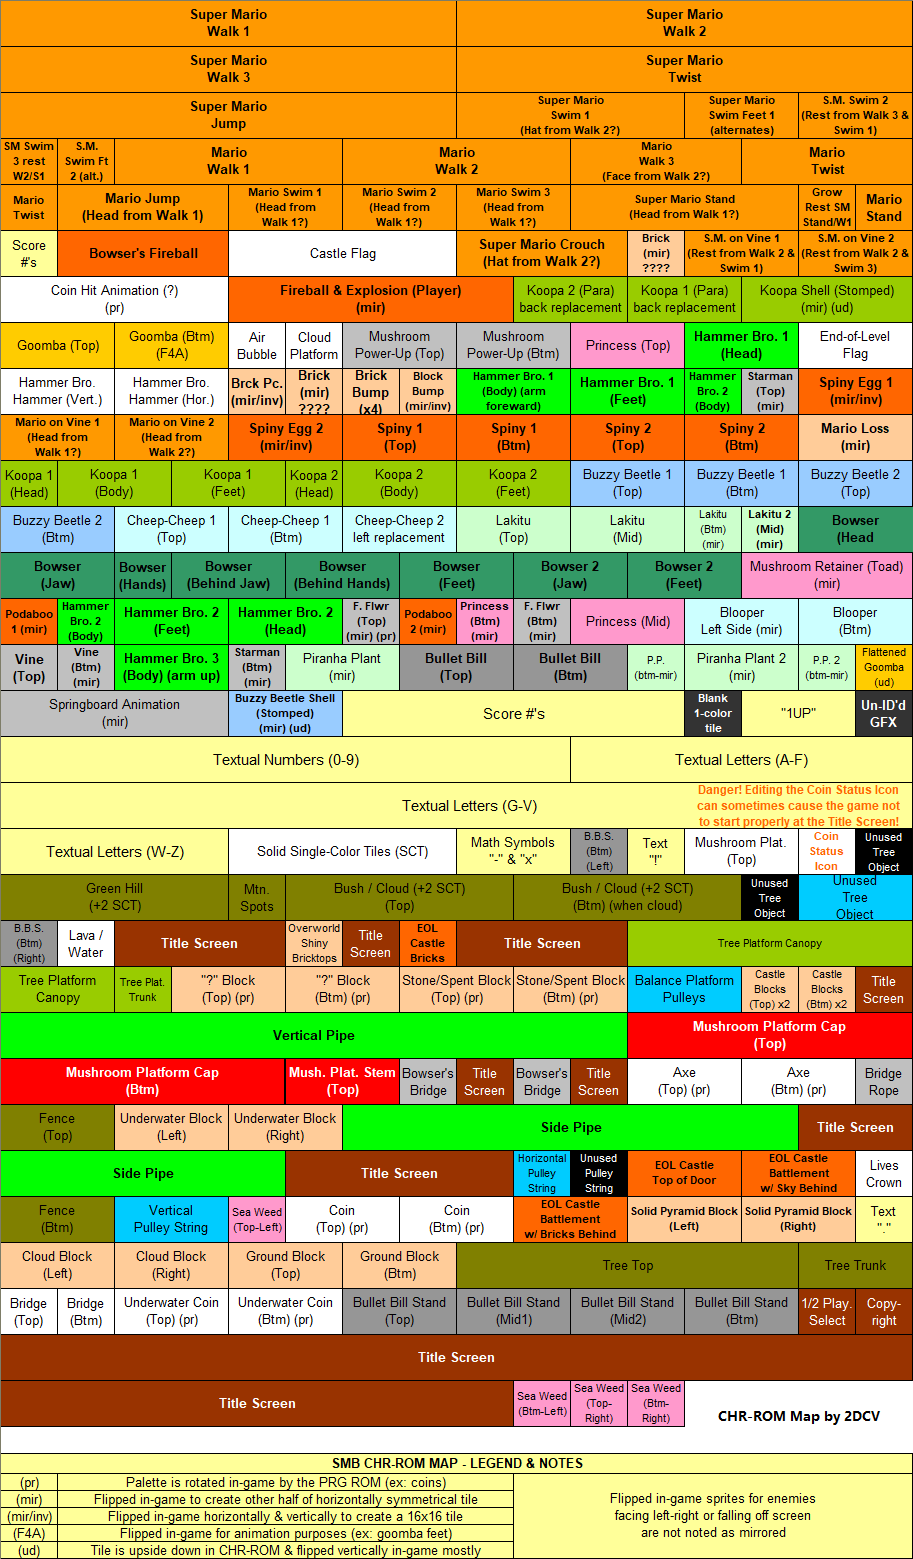 Super Mario
Walk 1
Super Mario
Walk 2
Super Mario
Walk 3
Super Mario
Twist
Super Mario
Jump
Super Mario
Swim 1
(Hat from Walk 2?)
Super Mario
Swim Feet 1
(alternates)
S.M. Swim 2
(Rest from Walk 3 &
Swim 1)
SM Swim
3 rest
W2/S1
S.M.
Swim Ft
2 (alt.)
Mario
Walk 1
Mario
Walk 2
Mario
Walk 3
(Face from Walk 2?)
Mario
Twist
Mario
Twist
Mario Jump
(Head from Walk 1)
Mario Swim 1
(Head from
Walk 1?)
Mario Swim 2
(Head from
Walk 1?)
Mario Swim 3
(Head from
Walk 1?)
Super Mario Stand
(Head from Walk 1?)
Grow
Rest SM
Stand/W1
Mario
Stand
Score
#'s
Bowser's Fireball
Castle Flag
Super Mario Crouch
(Hat from Walk 2?)
Brick
(mir)
????
S.M. on Vine 1
(Rest from Walk 2 &
Swim 1)
S.M. on Vine 2
(Rest from Walk 2 &
Swim 3)
Coin Hit Animation (?)
(pr)
Fireball & Explosion (Player)
(mir)
Koopa 2 (Para)
back replacement
Koopa 1 (Para)
back replacement
Koopa Shell (Stomped)
(mir) (ud)
Goomba (Top)
Goomba (Btm)
(F4A)
Air
Bubble
Cloud
Platform
Mushroom
Power-Up (Top)
Mushroom
Power-Up (Btm)
Princess (Top)
Hammer Bro. 1
(Head)
End-of-Level
Flag
Hammer Bro.
Hammer (Vert.)
Hammer Bro.
Hammer (Hor.)
Brck Pc.
(mir/inv)
Brick
(mir)
????
Brick
Bump
(x4)
Block
Bump
(mir/inv)
Hammer Bro. 1
(Body) (arm
foreward)
Hammer Bro. 1
(Feet)
Hammer
Bro. 2
(Body)
Starman
(Top)
(mir)
Spiny Egg 1
(mir/inv)
Mario on Vine 1
(Head from
Walk 1?)
Mario on Vine 2
(Head from
Walk 2?)
Spiny Egg 2
(mir/inv)
Spiny 1
(Top)
Spiny 1
(Btm)
Spiny 2
(Top)
Spiny 2
(Btm)
Mario Loss
(mir)
Koopa 1
(Head)
Koopa 1
(Body)
Koopa 1
(Feet)
Koopa 2
(Head)
Koopa 2
(Body)
Koopa 2
(Feet)
Buzzy Beetle 1
(Top)
Buzzy Beetle 1
(Btm)
Buzzy Beetle 2
(Top)
Buzzy Beetle 2
(Btm)
Cheep-Cheep 1
(Top)
Cheep-Cheep 1
(Btm)
Cheep-Cheep 2
left replacement
Lakitu
(Top)
Lakitu
(Mid)
Lakitu
(Btm)
(mir)
Lakitu 2
(Mid)
(mir)
Bowser
(Head
Bowser
(Jaw)
Bowser
(Hands)
Bowser
(Behind Jaw)
Bowser
(Behind Hands)
Bowser
(Feet)
Bowser 2
(Jaw)
Bowser 2
(Feet)
Mushroom Retainer (Toad)
(mir)
Podaboo
1 (mir)
Hammer
Bro. 2
(Body)
Hammer Bro. 2
(Feet)
Hammer Bro. 2
(Head)
F. Flwr
(Top)
(mir) (pr)
Podaboo
2 (mir)
Princess
(Btm)
(mir)
F. Flwr
(Btm)
(mir)
Princess (Mid)
Blooper
Left Side (mir)
Blooper
(Btm)
Vine
(Top)
Vine
(Btm)
(mir)
Hammer Bro. 3
(Body) (arm up)
Starman
(Btm)
(mir)
Piranha Plant
(mir)
Bullet Bill
(Top)
Bullet Bill
(Btm)
P.P.
(btm-mir)
Piranha Plant 2
(mir)
P.P. 2
(btm-mir)
Flattened
Goomba
(ud)
Springboard Animation
(mir)
Buzzy Beetle Shell
(Stomped)
(mir) (ud)
Score #'s
Blank
1-color
tile
"1UP"
Un-ID'd
GFX
Textual Numbers (0-9)
Textual Letters (A-F)
Textual Letters (G-V)
Danger! Editing the Coin Status Icon
can sometimes cause the game not
to start properly at the Title Screen!
Textual Letters (W-Z)
Solid Single-Color Tiles (SCT)
Math Symbols
"-" & "x"
B.B.S.
(Btm)
(Left)
Text
"!"
Mushroom Plat.
(Top)
Coin
Status
Icon
Unused
Tree
Object
Green Hill
(+2 SCT)
Mtn.
Spots
Bush / Cloud (+2 SCT)
(Top)
Bush / Cloud (+2 SCT)
(Btm) (when cloud)
Unused
Tree
Object
Unused
Tree
Object
B.B.S.
(Btm)
(Right)
Lava /
Water
Title Screen
Overworld
Shiny
Bricktops
Title
Screen
EOL
Castle
Bricks
Title Screen
Tree Platform Canopy
Tree Platform
Canopy
Tree Plat.
Trunk
"?" Block
(Top) (pr)
"?" Block
(Btm) (pr)
Stone/Spent Block
(Top) (pr)
Stone/Spent Block
(Btm) (pr)
Balance Platform
Pulleys
Castle
Blocks
(Top) x2
Castle
Blocks
(Btm) x2
Title
Screen
Vertical Pipe
Mushroom Platform Cap
(Top)
Mushroom Platform Cap
(Btm)
Mush. Plat. Stem
(Top)
Bowser's
Bridge
Title
Screen
Bowser's
Bridge
Title
Screen
Axe
(Top) (pr)
Axe
(Btm) (pr)
Bridge
Rope
Fence
(Top)
Underwater Block
(Left)
Underwater Block
(Right)
Side Pipe
Title Screen
Side Pipe
Title Screen
Horizontal
Pulley
String
Unused
Pulley
String
EOL Castle
Top of Door
EOL Castle
Battlement
w/ Sky Behind
Lives
Crown
Fence
(Btm)
Vertical
Pulley String
Sea Weed
(Top-Left)
Coin
(Top) (pr)
Coin
(Btm) (pr)
EOL Castle
Battlement
w/ Bricks Behind
Solid Pyramid Block
(Left)
Solid Pyramid Block
(Right)
Text
"."
Cloud Block
(Left)
Cloud Block
(Right)
Ground Block
(Top)
Ground Block
(Btm)
Tree Top
Tree Trunk
Bridge
(Top)
Bridge
(Btm)
Underwater Coin
(Top) (pr)
Underwater Coin
(Btm) (pr)
Bullet Bill Stand
(Top)
Bullet Bill Stand
(Mid1)
Bullet Bill Stand
(Mid2)
Bullet Bill Stand
(Btm)
1/2 Play.
Select
Copy-
right
Title Screen
Title Screen
Sea Weed
(Btm-Left)
Sea Weed
(Top-
Right)
Sea Weed
(Btm-
Right)
CHR-ROM Map by 2DCV
SMB CHR-ROM MAP - LEGEND & NOTES
(pr)
Palette is rotated in-game by the PRG ROM (ex: coins)
(mir)
Flipped in-game to create other half of horizontally symmetrical tile
(mir/inv)
Flipped in-game horizontally & vertically to create a 16x16 tile
(F4A)
Flipped in-game for animation purposes (ex: goomba feet)
(ud)
Tile is upside down in CHR-ROM & flipped vertically in-game mostly
Flipped in-game sprites for enemies
facing left-right or falling off screen
are not noted as mirrored